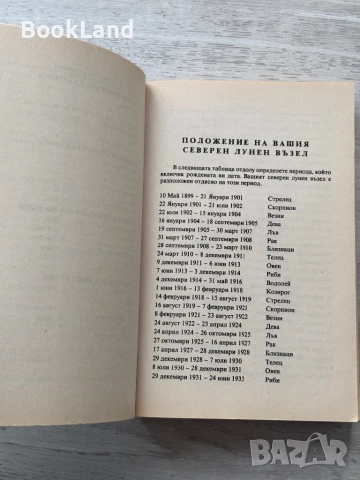 BookLand
ПОЛОЖЕНИЕ НА ВАШИЯ
СЕВЕРЕН ЛУНЕН ВЪЗЕЛ
В следващата таблица отдолу определете периода, който
включва рождената ви дата. Вашият северен лунен възел е
разположен отдясно на този период.
10 Май 1899 – 21 Януари 1901 Стрелец
22 Януари 1901 – 21 юли 1902 Скорпион
22 юли 1902 – 15 януари 1904 Везни
16 януари 1904 – 18 септември 1905 Дева
19 септември 1905 – 30 март 1907 Лъв
31 март 1907 – 27 септември 1908 Рак
28 септември 1908 – 23 март 1910 Близнаци
24 март 1910 – 8 декември 1911 Телец
9 декември 1911 – 6 юни 1913 Овен
7 юни 1913 – 3 декември 1914 Риби
4 декември 1914 – 31 май 1916 Водолей
1 юни 1916 – 13 февруари 1918 Козирог
14 февруари 1918 – 15 август 1919 Стрелец
16 август 1919 – 7 февруари 1921 Скорпион
8 февруари 1921 – 23 август 1922 Везни
24 август 1922 – 23 април 1924 Дева
24 април 1924 – 26 октомври 1925 Лъв
27 октомври 1925 – 16 април 1927 Рак
17 април 1927 – 28 декември 1928 Близнаци
29 декември 1928 – 7 юли 1930 Телец
8 юли 1930 – 28 декември 1931 Овен
29 декември 1931 – 24 юни 1933 Риби
BAZAR
bg